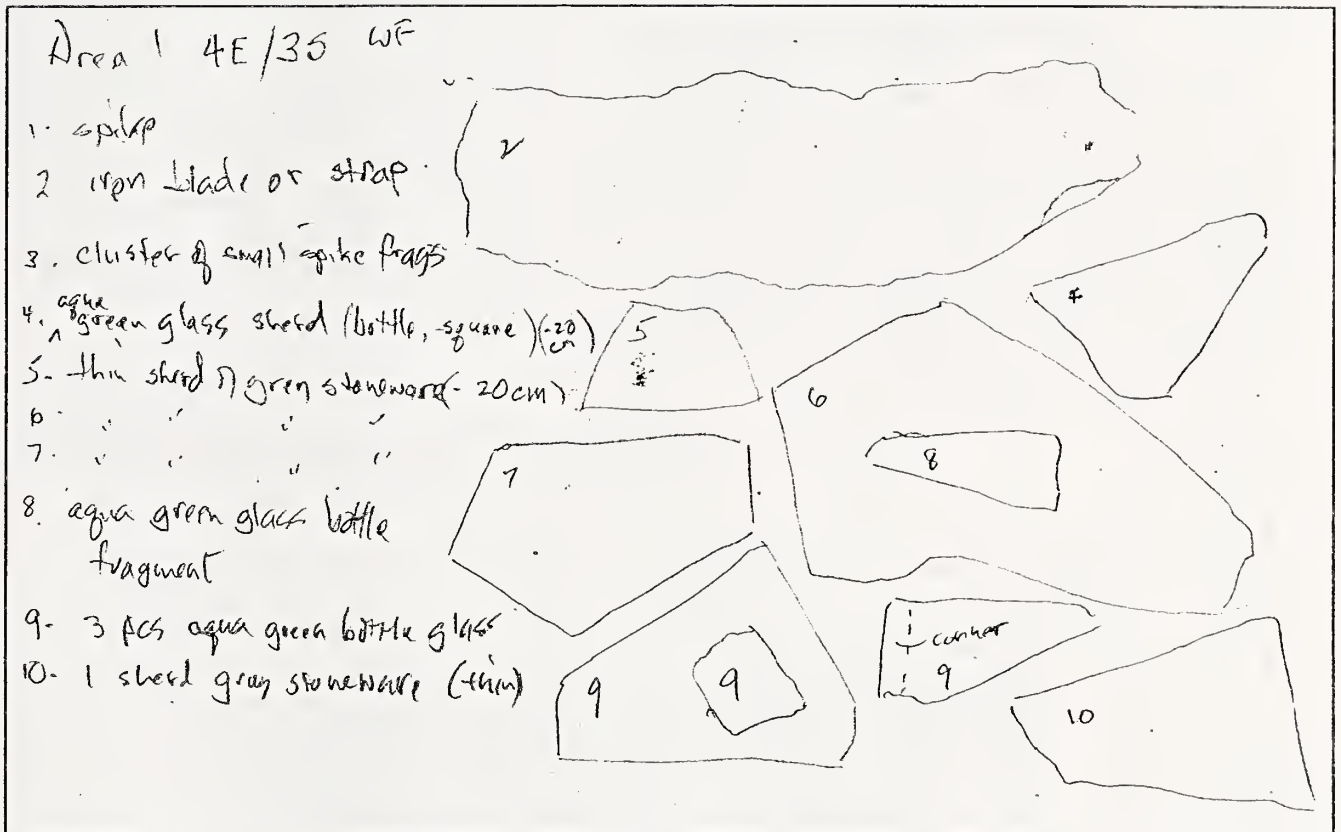 Area 1 4E/3S WF
1. spike
2 iron blade or strap
3. cluster of small spike frags
4. aqua green glass sherd (bottle, square) (-20 cm)
5- thin sherd of green stoneware (-20cm)
6. " " " "
7. " " " "
8. aqua green glass bottle
fragment
9- 3 pcs aqua green bottle glass
10- 1 sherd gray stoneware (thin)
2
4
5
6
8
7
9
9
corner
9
10